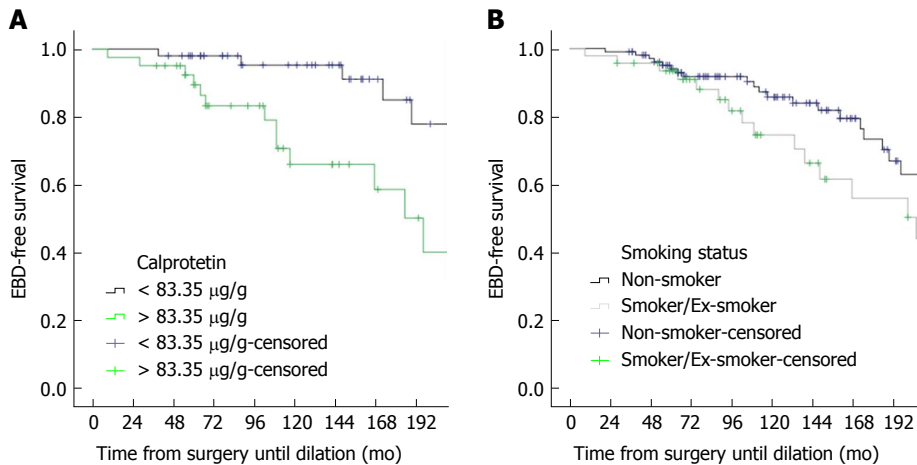 A
EBD-free survival
1.0
0.8
0.6
0.4
0.2
0.0
Calprotetin
< 83.35 μg/g
> 83.35 μg/g
< 83.35 μg/g-censored
> 83.35 μg/g-censored
0 24 48 72 96 120 144 168 192
Time from surgery until dilation (mo)
B
EBD-free survival
1.0
0.8
0.6
0.4
0.2
0.0
Smoking status
Non-smoker
Smoker/Ex-smoker
Non-smoker-censored
Smoker/Ex-smoker-censored
0 24 48 72 96 120 144 168 192
Time from surgery until dilation (mo)